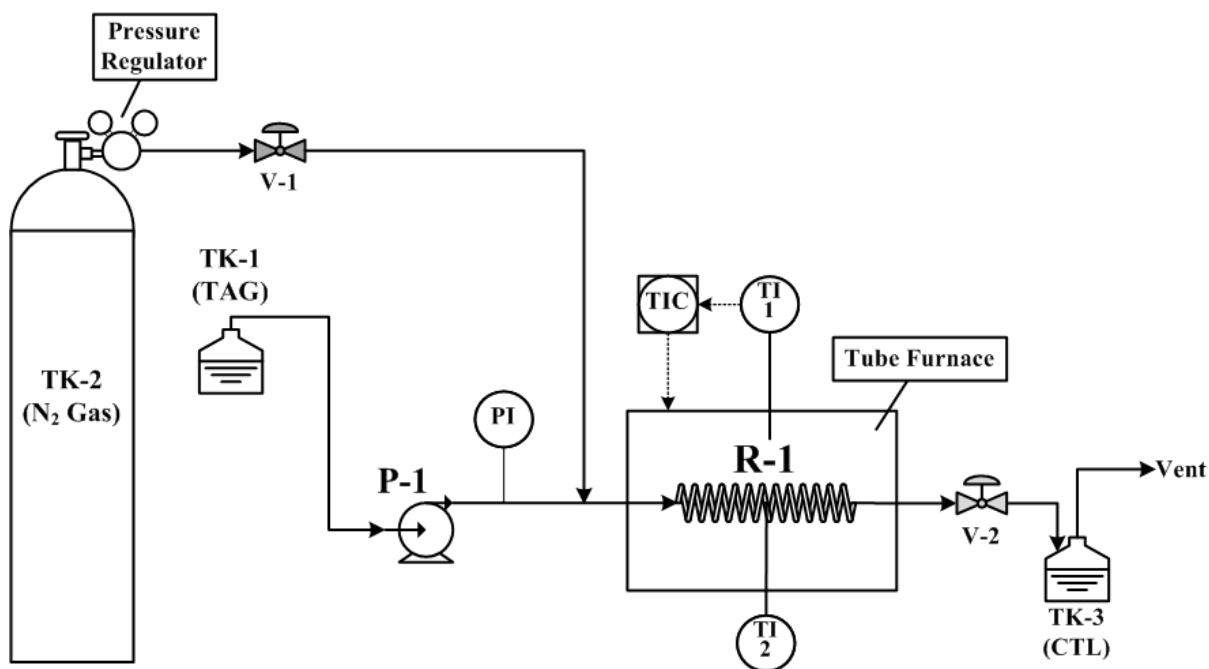 Pressure
Regulator
V-1
TK-1
(TAG)
TK-2
(N₂ Gas)
TIC
TI
1
Tube Furnace
PI
P-1
R-1
Vent
V-2
TI
2
TK-3
(CTL)